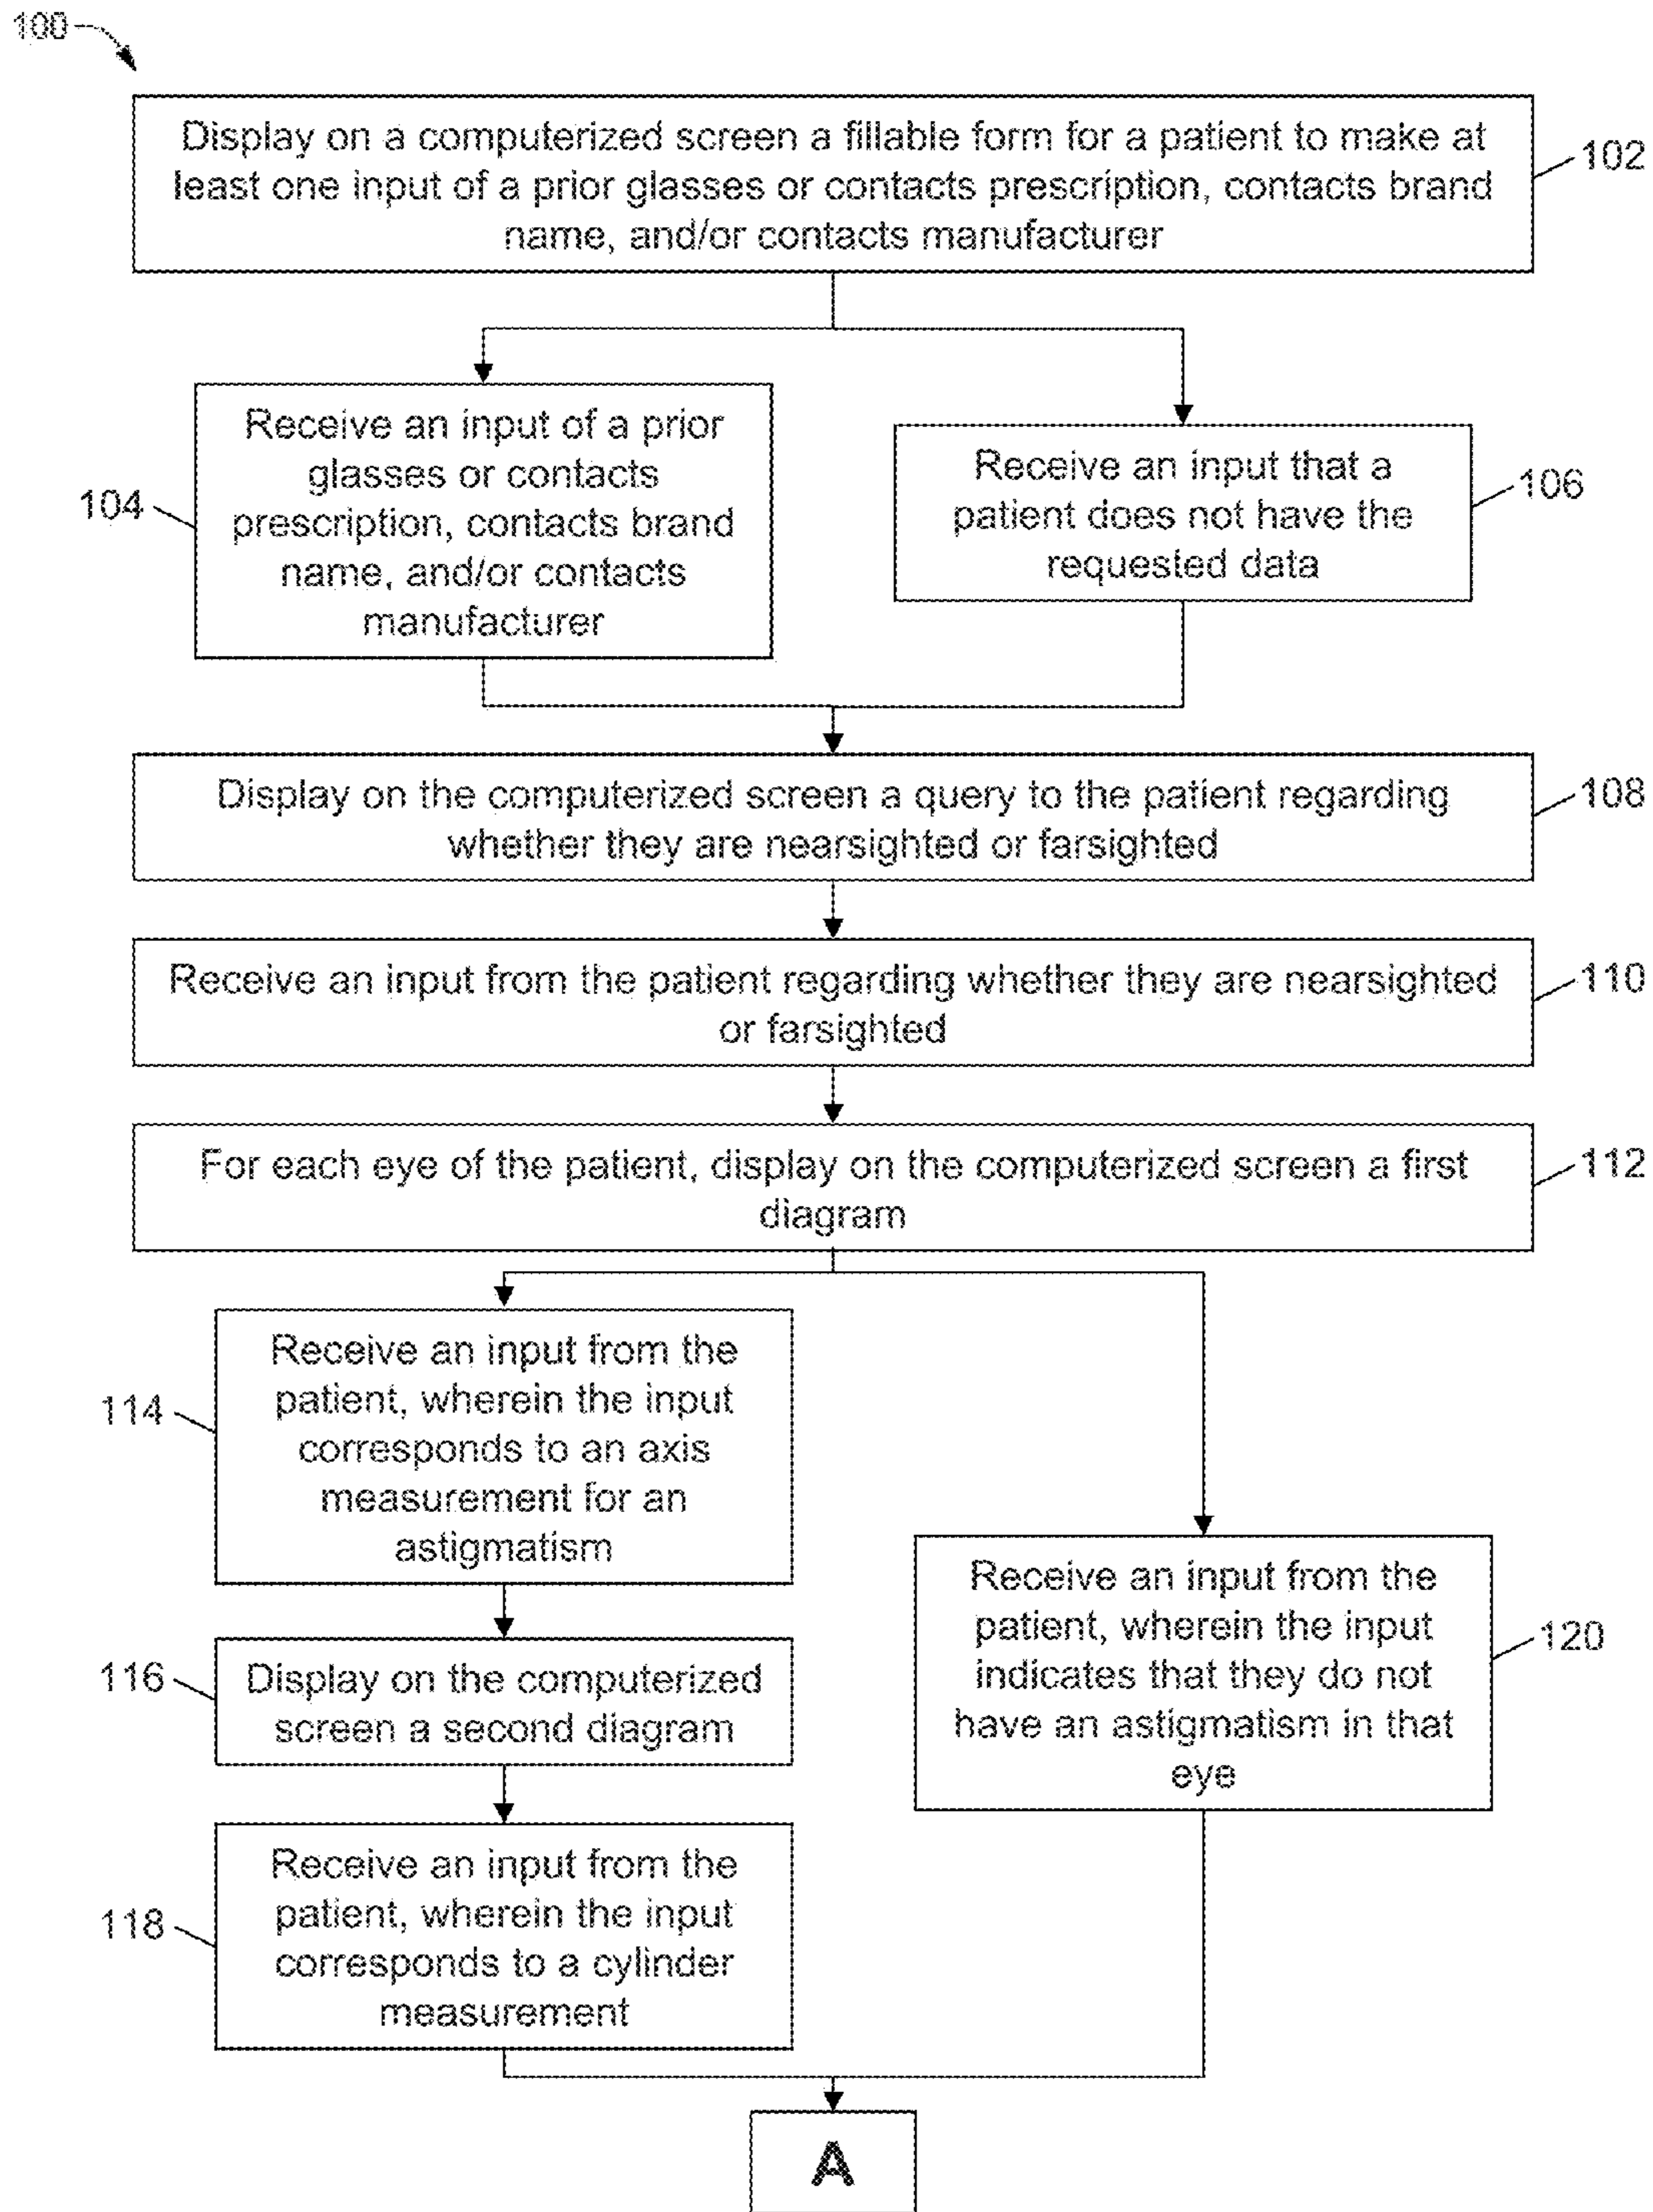 100
Display on a computerized screen a fillable form for a patient to make at
least one input of a prior glasses or contacts prescription, contacts brand
name, and/or contacts manufacturer
102
Receive an input of a prior
glasses or contacts
prescription, contacts brand
name, and/or contacts
manufacturer
104
Receive an input that a
patient does not have the
requested data
106
Display on the computerized screen a query to the patient regarding
whether they are nearsighted or farsighted
108
Receive an input from the patient regarding whether they are nearsighted
or farsighted
110
For each eye of the patient, display on the computerized screen a first
diagram
112
Receive an input from the
patient, wherein the input
corresponds to an axis
measurement for an
astigmatism
114
Display on the computerized
screen a second diagram
116
Receive an input from the
patient, wherein the input
corresponds to a cylinder
measurement
118
Receive an input from the
patient, wherein the input
indicates that they do not
have an astigmatism in that
eye
120
A